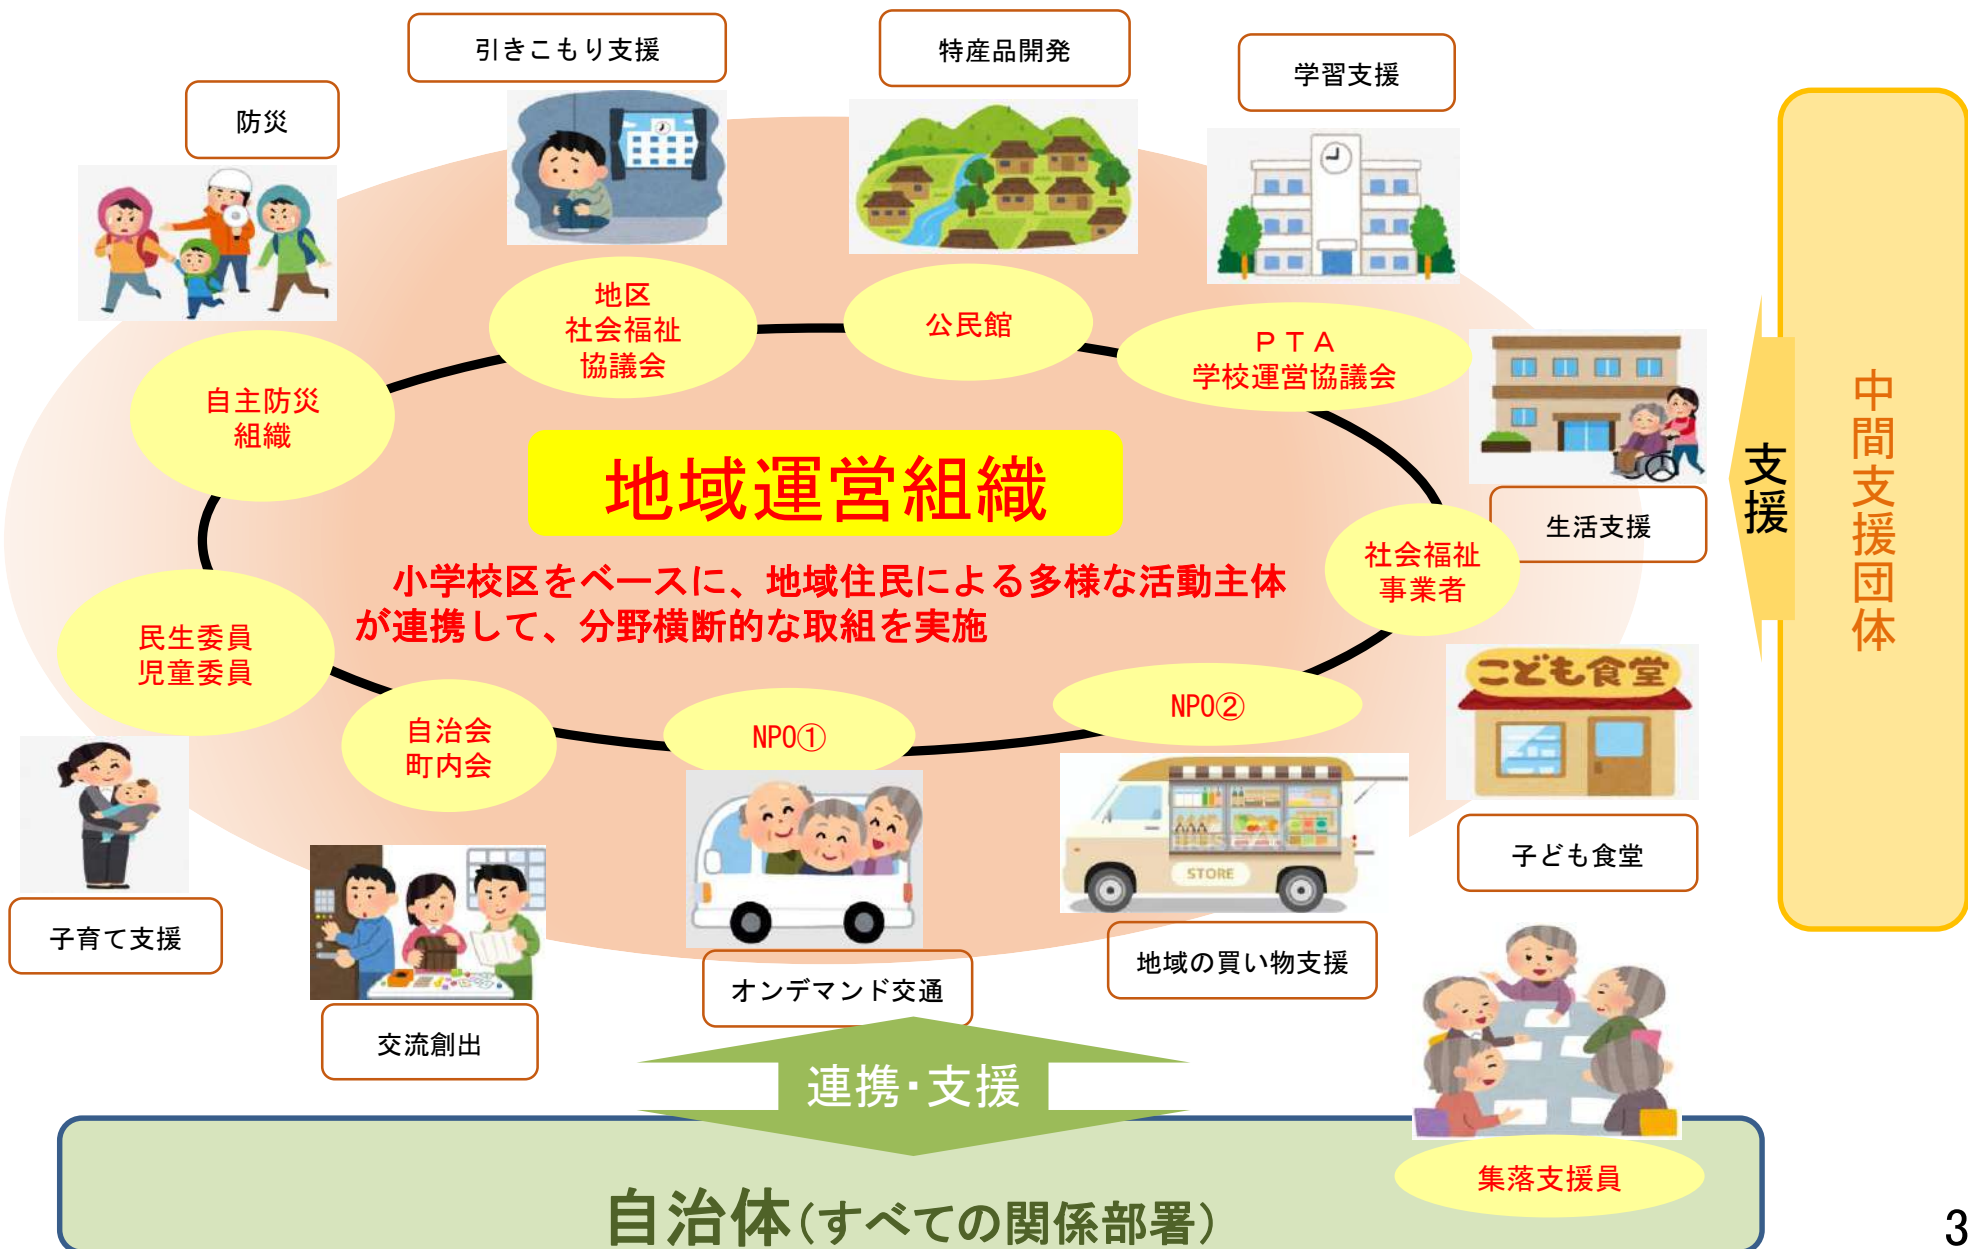 引きこもり支援
特産品開発
学習支援
防災
地区
社会福祉
協議会
公民館
ＰＴＡ
学校運営協議会
自主防災
組織
地域運営組織
小学校区をベースに、地域住民による多様な活動主体
が連携して、分野横断的な取組を実施
生活支援
社会福祉
事業者
支援
中間支援団体
民生委員
児童委員
自治会
町内会
NPO①
NPO②
こども食堂
STORE
子ども食堂
子育て支援
交流創出
オンデマンド交通
地域の買い物支援
連携・支援
集落支援員
自治体（すべての関係部署）
3